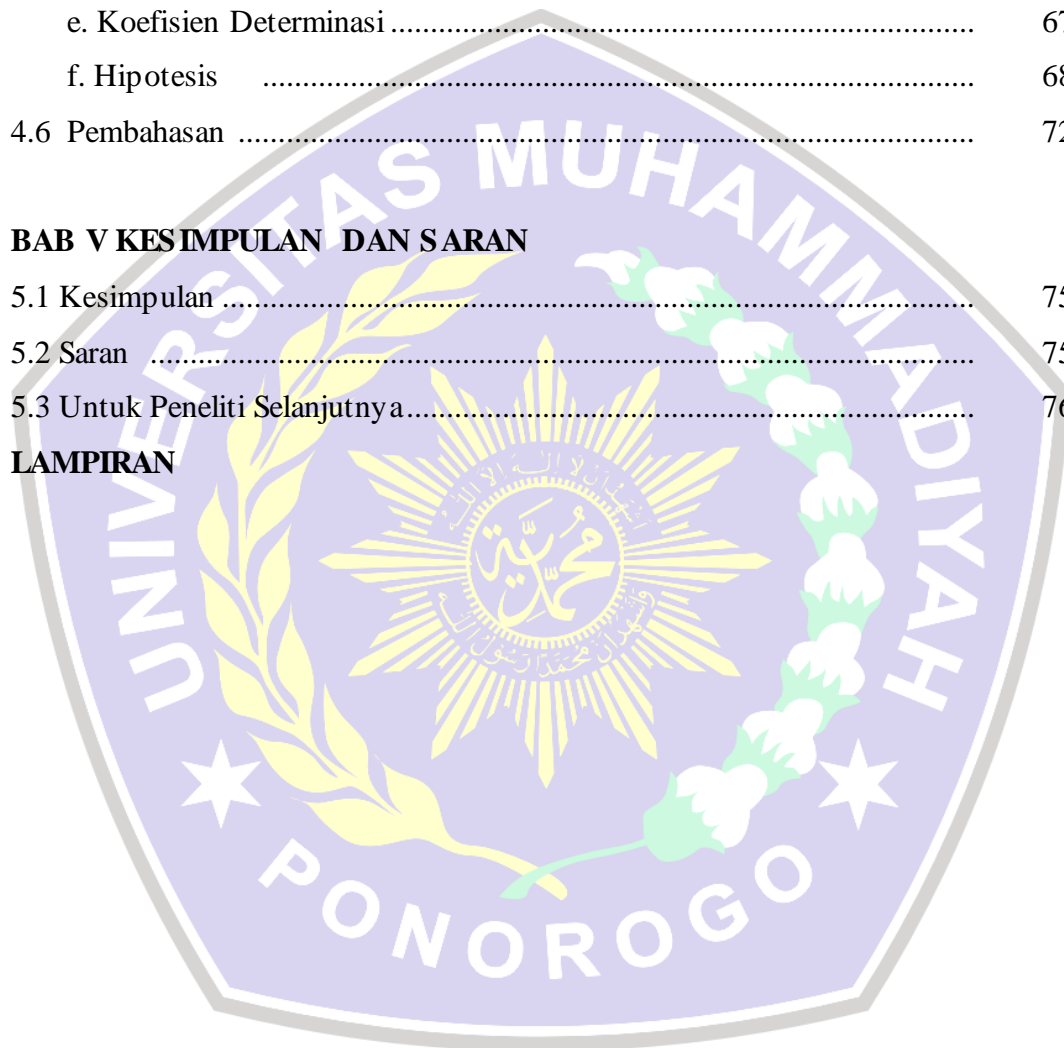 e. Koefisien Determinasi ........................................................................ 67
f. Hipotesis ........................................................................ 68
4.6 Pembahasan ........................................................................ 72
BAB V KESIMPULAN DAN SARAN
5.1 Kesimpulan ........................................................................ 75
5.2 Saran ........................................................................ 75
5.3 Untuk Peneliti Selanjutnya ........................................................................ 76
LAMPIRAN
UNIVERSITAS MUHAMMADIYAH
PONOROGO
محمدية